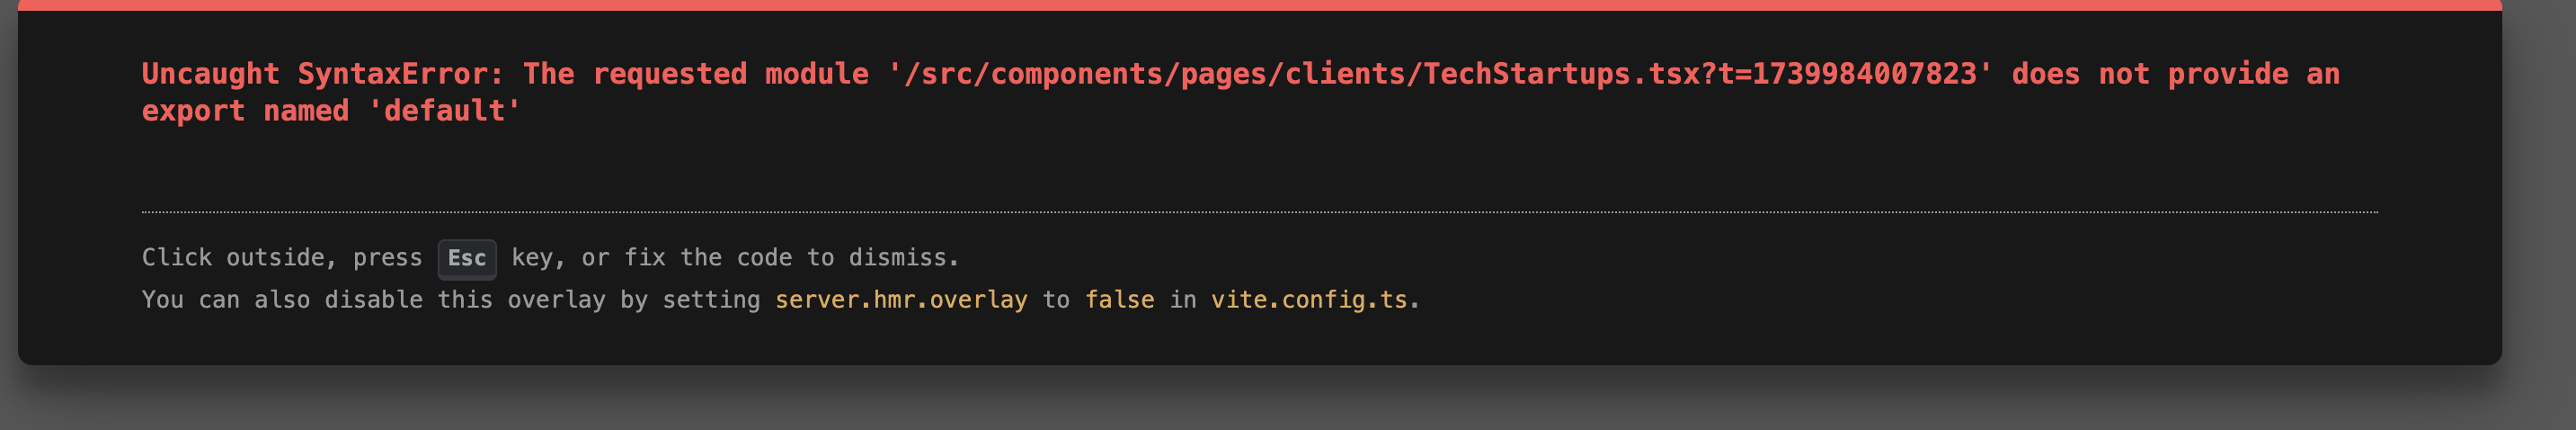 Uncaught SyntaxError: The requested module '/src/components/pages/clients/TechStartups.tsx?t=1739984007823' does not provide an
export named 'default'
Click outside, press Esc key, or fix the code to dismiss.
You can also disable this overlay by setting server.hmr.overlay to false in vite.config.ts.